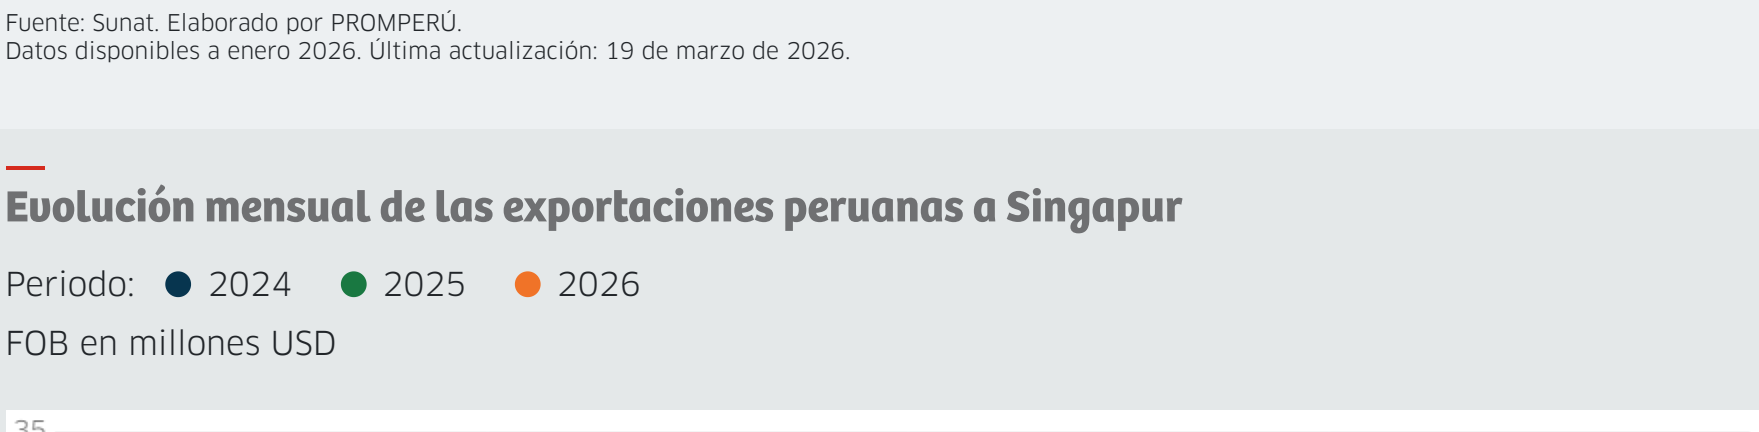 Fuente: Sunat. Elaborado por PROMPERÚ.
Datos disponibles a enero 2026. Última actualización: 19 de marzo de 2026.
Evolución mensual de las exportaciones peruanas a Singapur
Periodo: 2024 2025 2026
FOB en millones USD
35